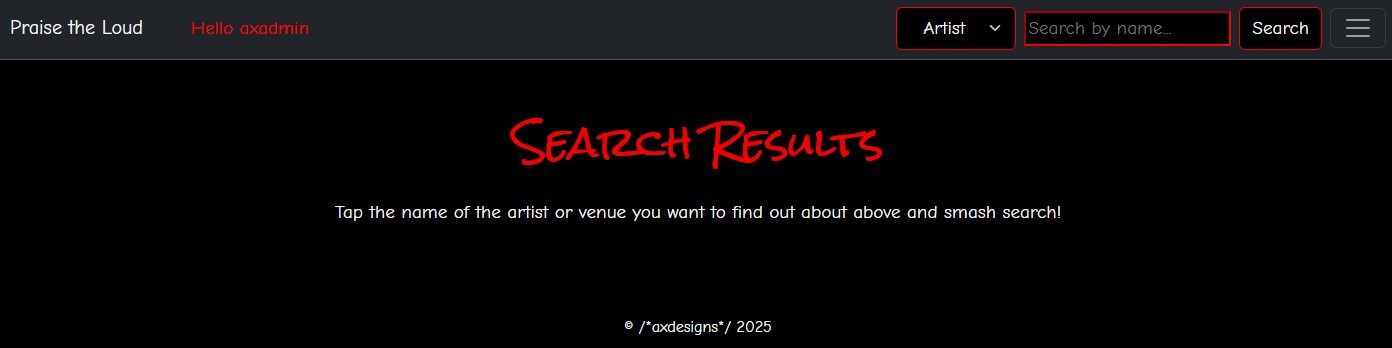 Praise the Loud Hello axadmin Artist Search by name... Search
Search Results
Tap the name of the artist or venue you want to find out about above and smash search!
© /*axdesigns*/ 2025